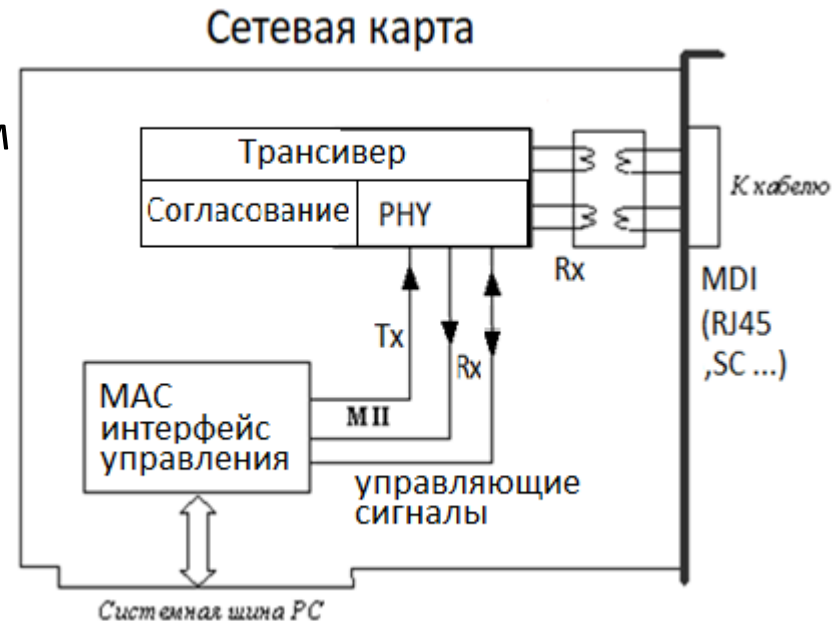 Сетевая карта
Трансивер
Согласование
PHY
К кабелю
Rx
MDI
(RJ45
,SC ...)
Tx
Rx
MAC
интерфейс
управления
MII
управляющие
сигналы
Системная шина PC